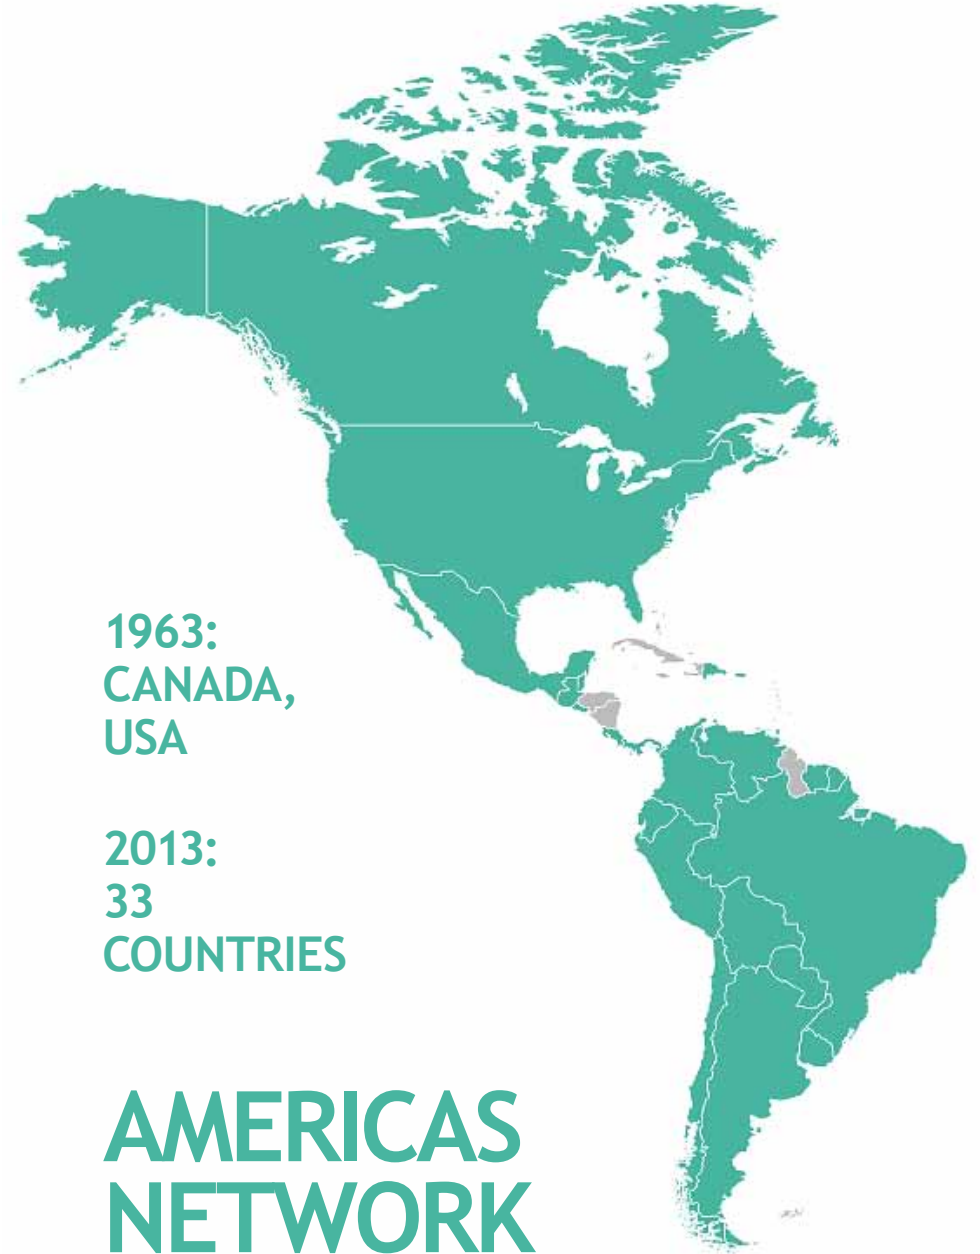 1963:
CANADA,
USA
2013:
33
COUNTRIES
AMERICAS
NETWORK